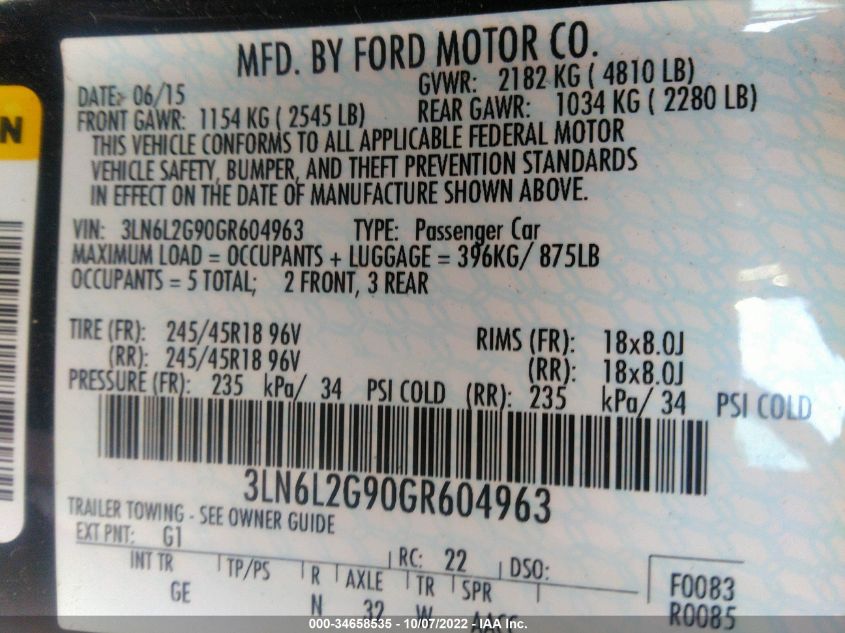 MFD. BY FORD MOTOR CO.
DATE: 06/15 GVWR: 2182 KG ( 4810 LB)
FRONT GAWR: 1154 KG ( 2545 LB) REAR GAWR: 1034 KG ( 2280 LB)
THIS VEHICLE CONFORMS TO ALL APPLICABLE FEDERAL MOTOR
VEHICLE SAFETY, BUMPER, AND THEFT PREVENTION STANDARDS
IN EFFECT ON THE DATE OF MANUFACTURE SHOWN ABOVE.
VIN: 3LN6L2G90GR604963 TYPE: Passenger Car
MAXIMUM LOAD = OCCUPANTS + LUGGAGE = 396KG/ 875LB
OCCUPANTS = 5 TOTAL; 2 FRONT, 3 REAR
TIRE (FR): 245/45R18 96V RIMS (FR): 18x8.0J
(RR): 245/45R18 96V (RR): 18x8.0J
PRESSURE (FR): 235 kPa/ 34 PSI COLD (RR): 235 kPa/ 34 PSI COLD
3LN6L2G90GR604963
TRAILER TOWING - SEE OWNER GUIDE
EXT PNT: G1 RC: 22 DSO:
INT TR TP/PS R AXLE TR SPR F0083
GE N 32 W R0085
000-34658535 - 10/07/2022 - IAA Inc.